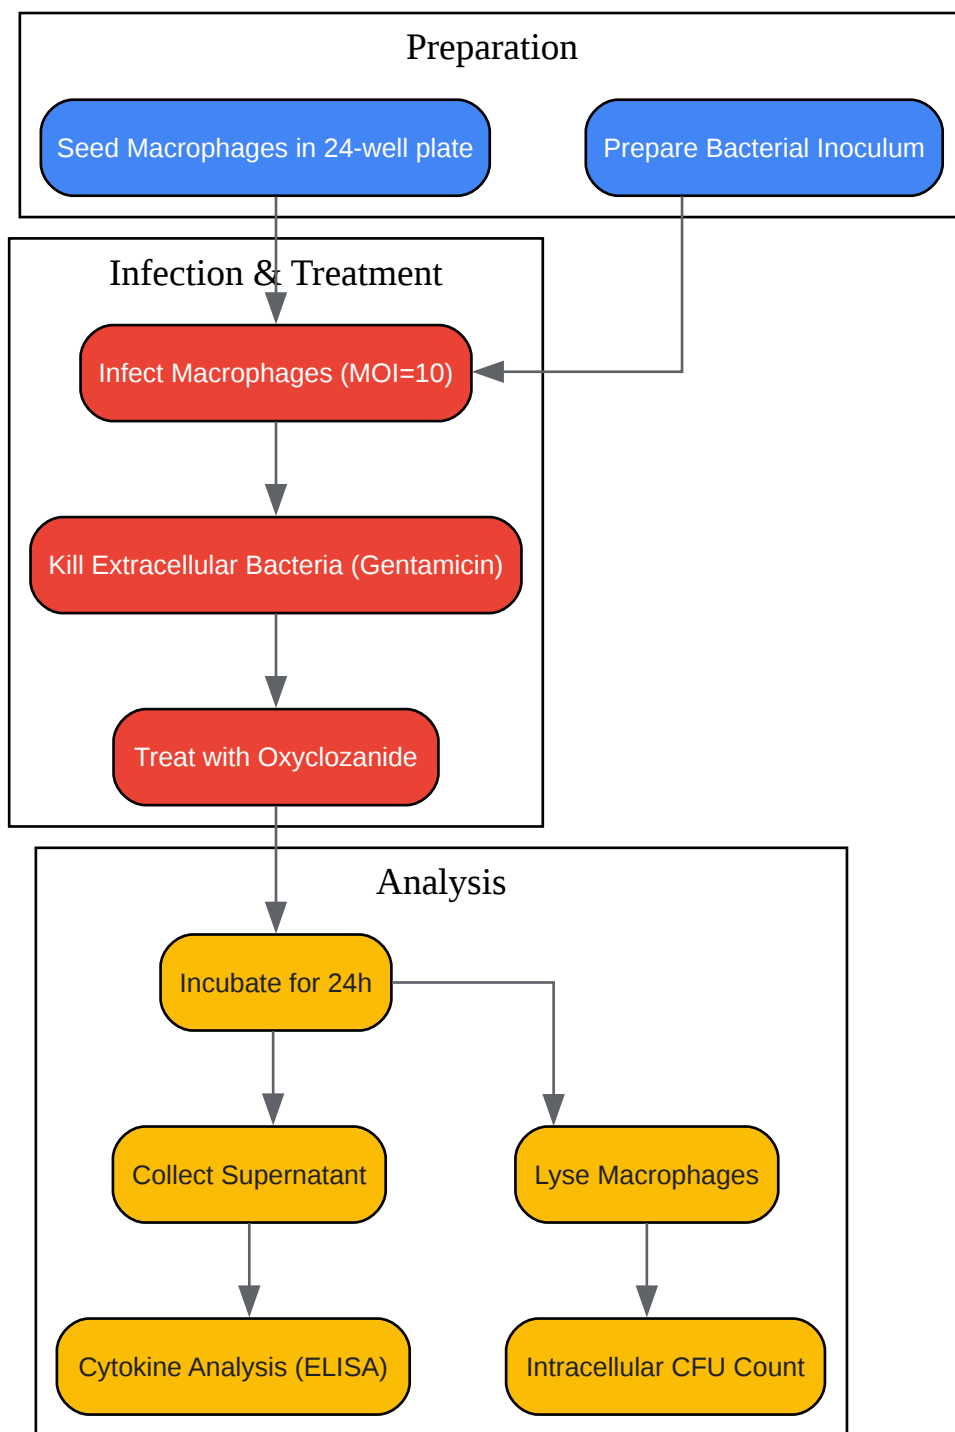 Preparation
Seed Macrophages in 24-well plate
Prepare Bacterial Inoculum
Infection & Treatment
Infect Macrophages (MOI=10)
Kill Extracellular Bacteria (Gentamicin)
Treat with Oxyclozanide
Analysis
Incubate for 24h
Collect Supernatant
Lyse Macrophages
Cytokine Analysis (ELISA)
Intracellular CFU Count